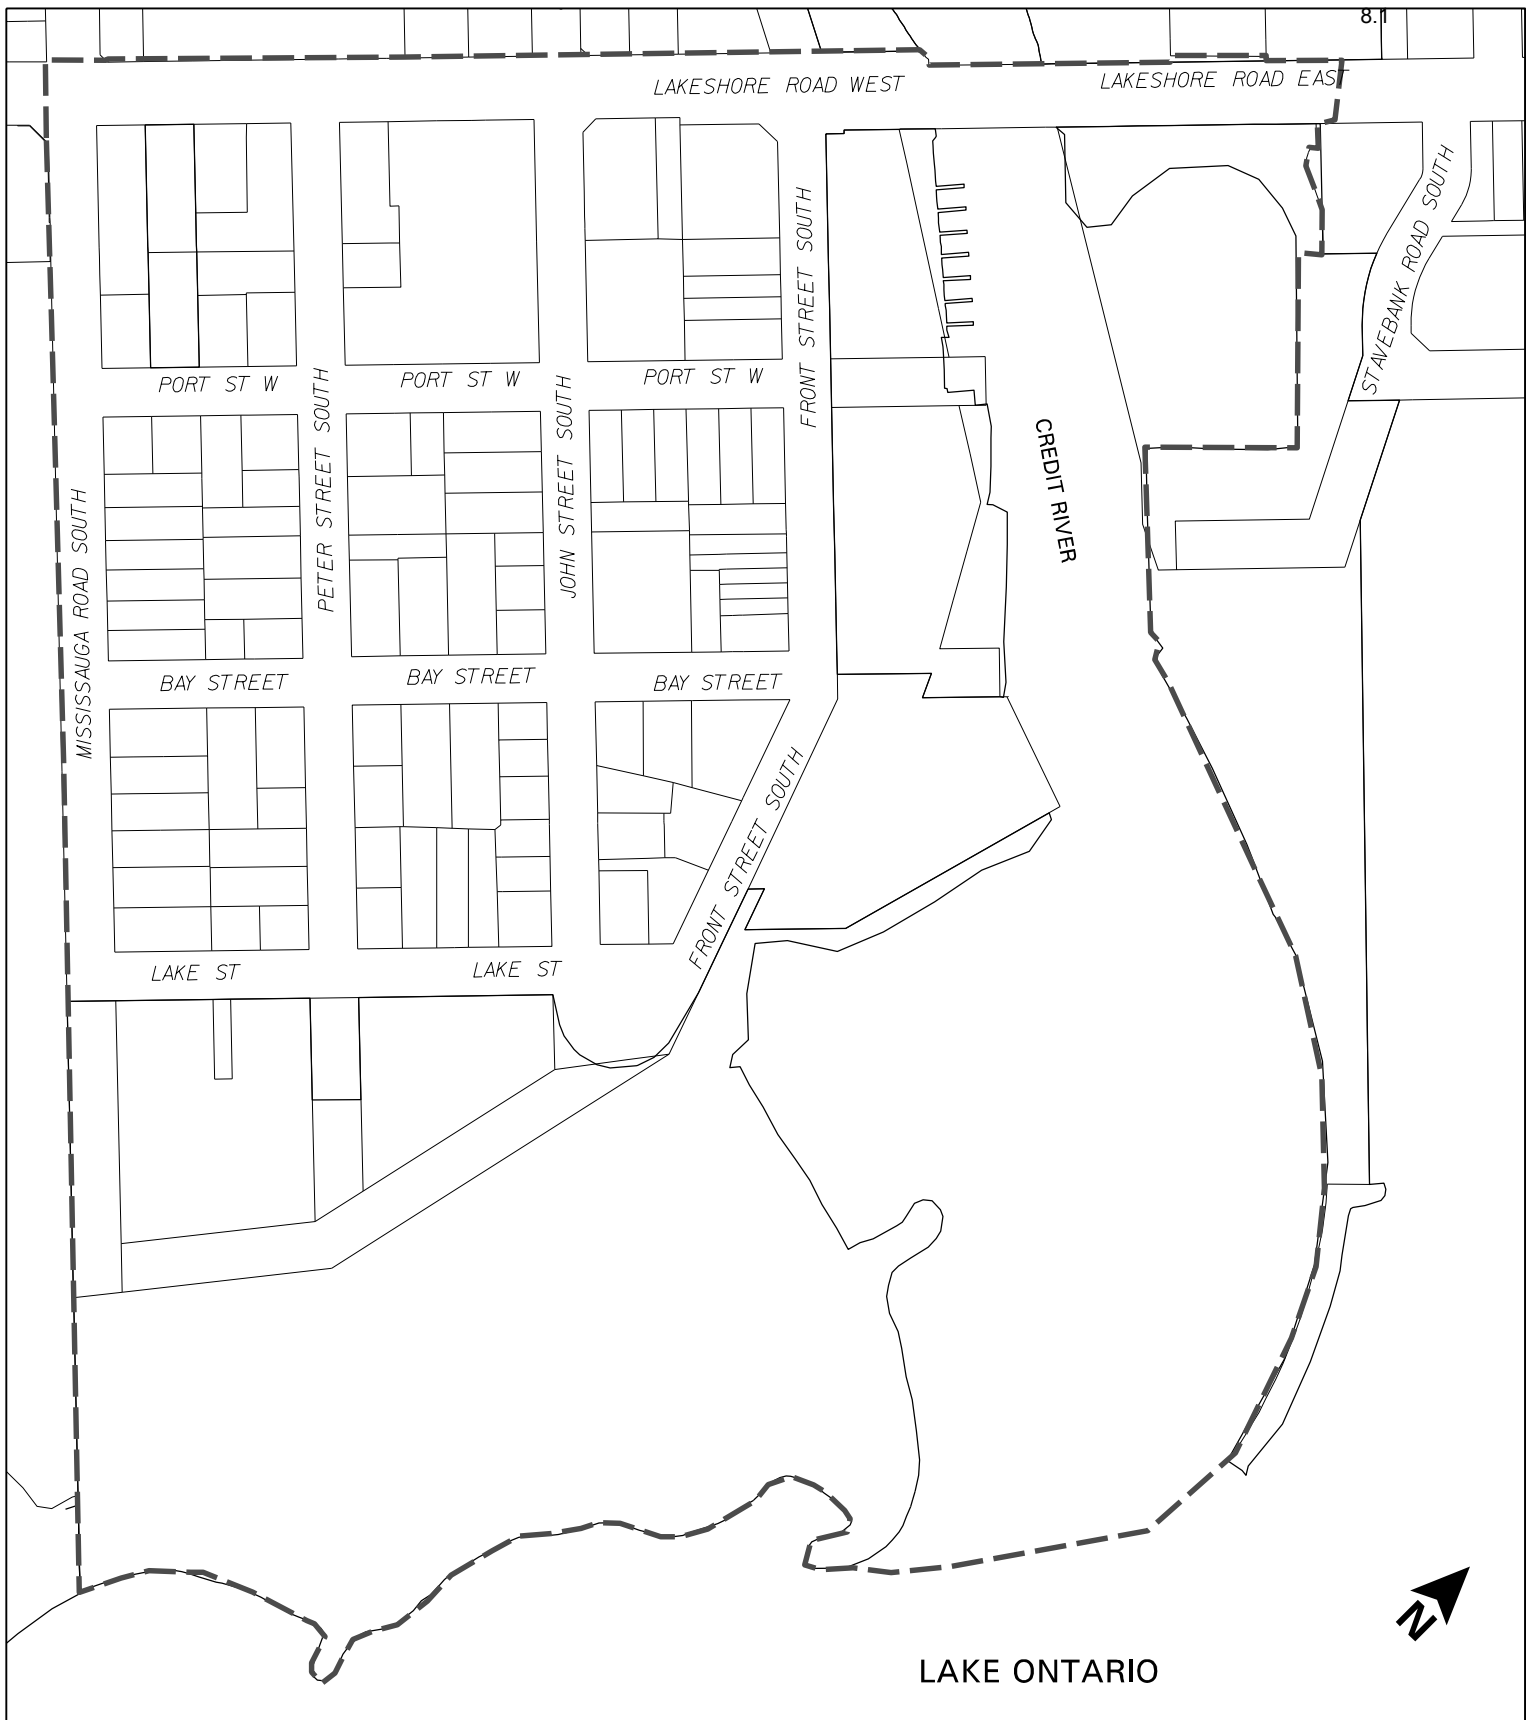 8.1
LAKESHORE ROAD WEST
LAKESHORE ROAD EAST
STAVEBANK ROAD SOUTH
FRONT STREET SOUTH
PORT ST W
PORT ST W
PORT ST W
PETER STREET SOUTH
JOHN STREET SOUTH
CREDIT RIVER
MISSISSAUGA ROAD SOUTH
BAY STREET
BAY STREET
BAY STREET
FRONT STREET SOUTH
LAKE ST
LAKE ST
N
LAKE ONTARIO